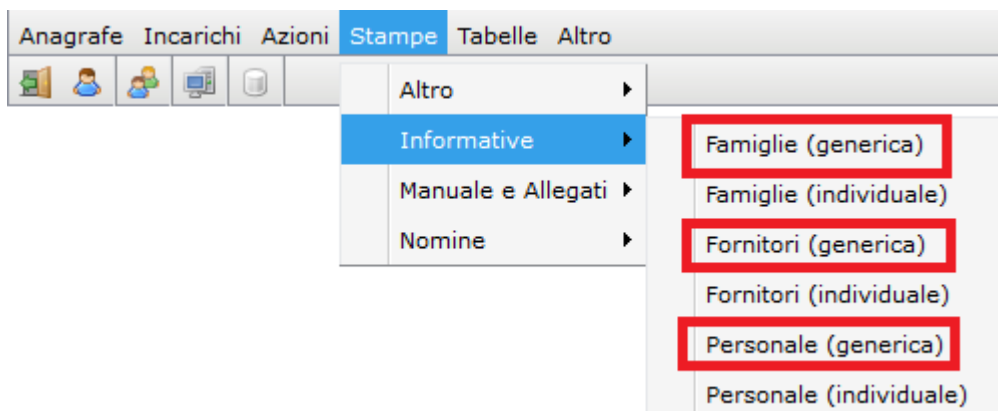 Anagrafe Incarichi Azioni Stampe Tabelle Altro
Altro
Informative
Manuale e Allegati
Nomine
Famiglie (generica)
Famiglie (individuale)
Fornitori (generica)
Fornitori (individuale)
Personale (generica)
Personale (individuale)